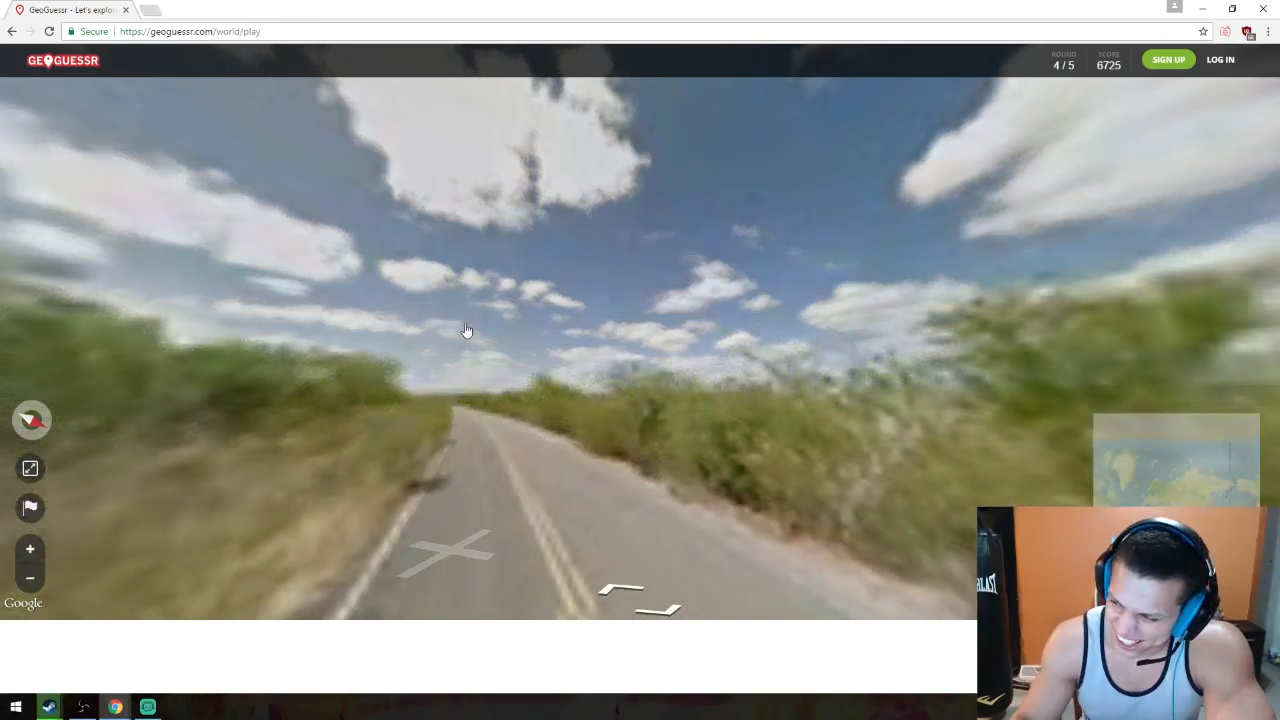 GeoGuessr - Let's explo
Secure https://geoguessr.com/world/play
GEOGUESSR
ROUND
4 / 5
SCORE
6725
SIGN UP
LOG IN
Google